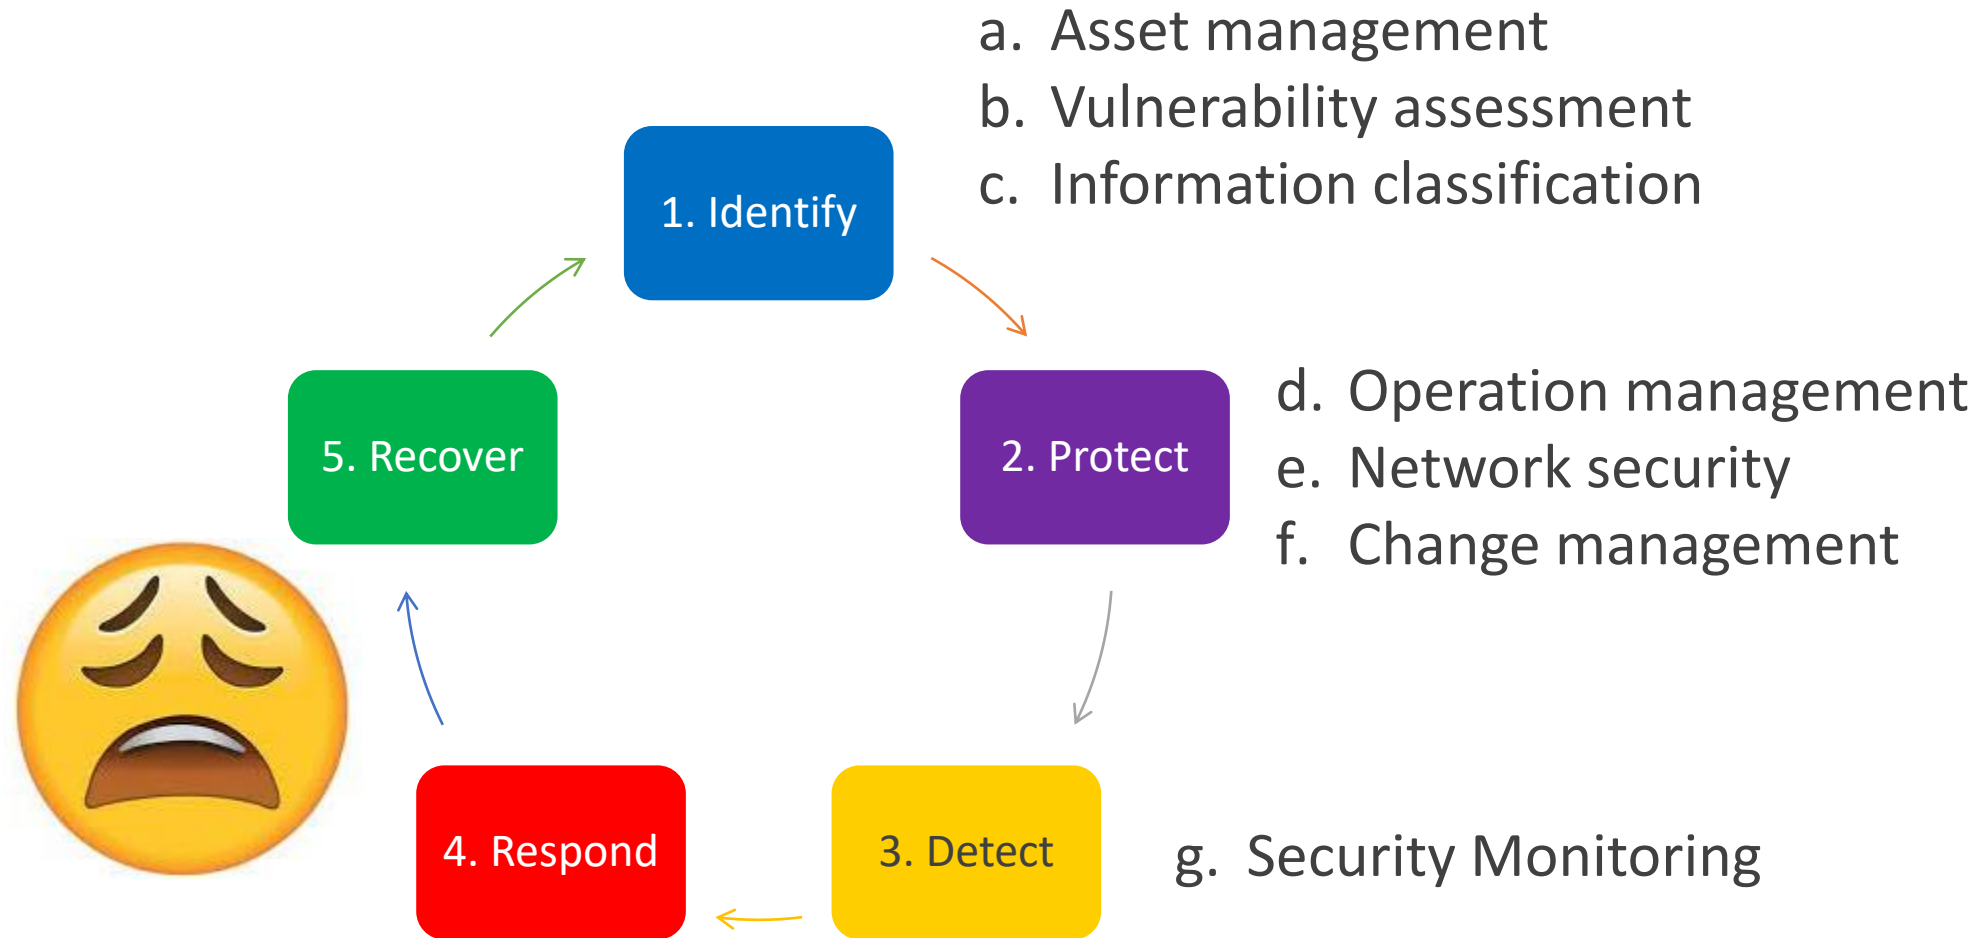 a. Asset management
b. Vulnerability assessment
c. Information classification
1. Identify
d. Operation management
e. Network security
f. Change management
2. Protect
5. Recover
g. Security Monitoring
3. Detect
4. Respond